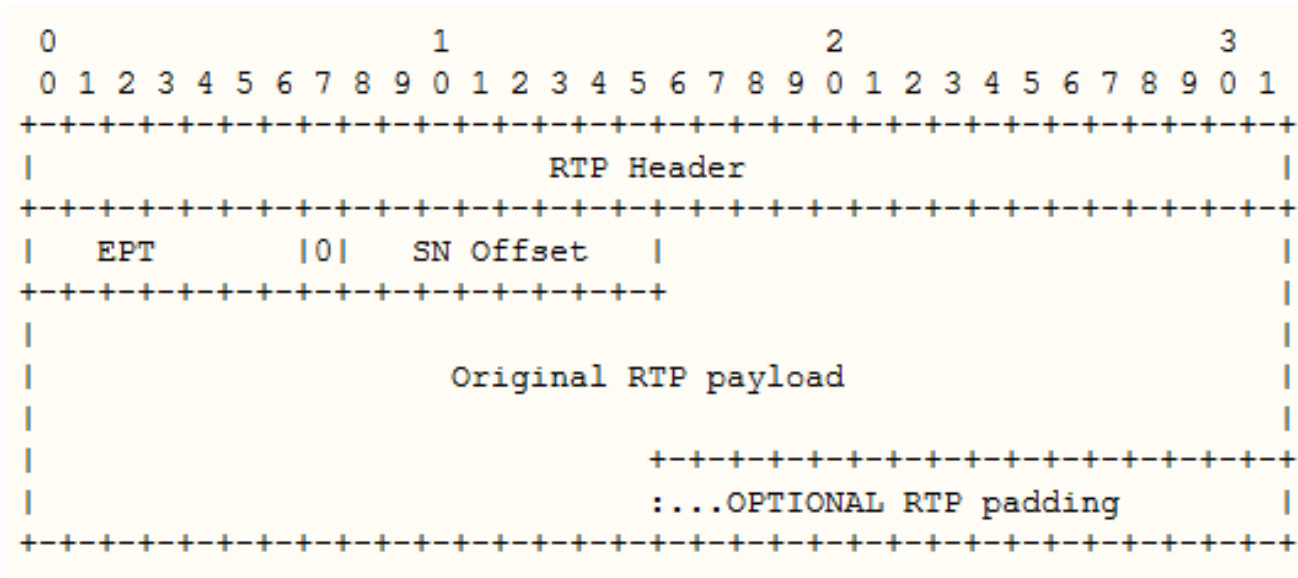 0                   1                   2                   3
 0 1 2 3 4 5 6 7 8 9 0 1 2 3 4 5 6 7 8 9 0 1 2 3 4 5 6 7 8 9 0 1
+-+-+-+-+-+-+-+-+-+-+-+-+-+-+-+-+-+-+-+-+-+-+-+-+-+-+-+-+-+-+-+-+
|                          RTP Header                           |
+-+-+-+-+-+-+-+-+-+-+-+-+-+-+-+-+-+-+-+-+-+-+-+-+-+-+-+-+-+-+-+-+
|   EPT       |0|   SN Offset   |                               |
+-+-+-+-+-+-+-+-+-+-+-+-+-+-+-+-+                               |
|                                                               |
|                     Original RTP payload                      |
|                                                               |
|                               +-+-+-+-+-+-+-+-+-+-+-+-+-+-+-+-+
|                               :...OPTIONAL RTP padding        |
+-+-+-+-+-+-+-+-+-+-+-+-+-+-+-+-+-+-+-+-+-+-+-+-+-+-+-+-+-+-+-+-+